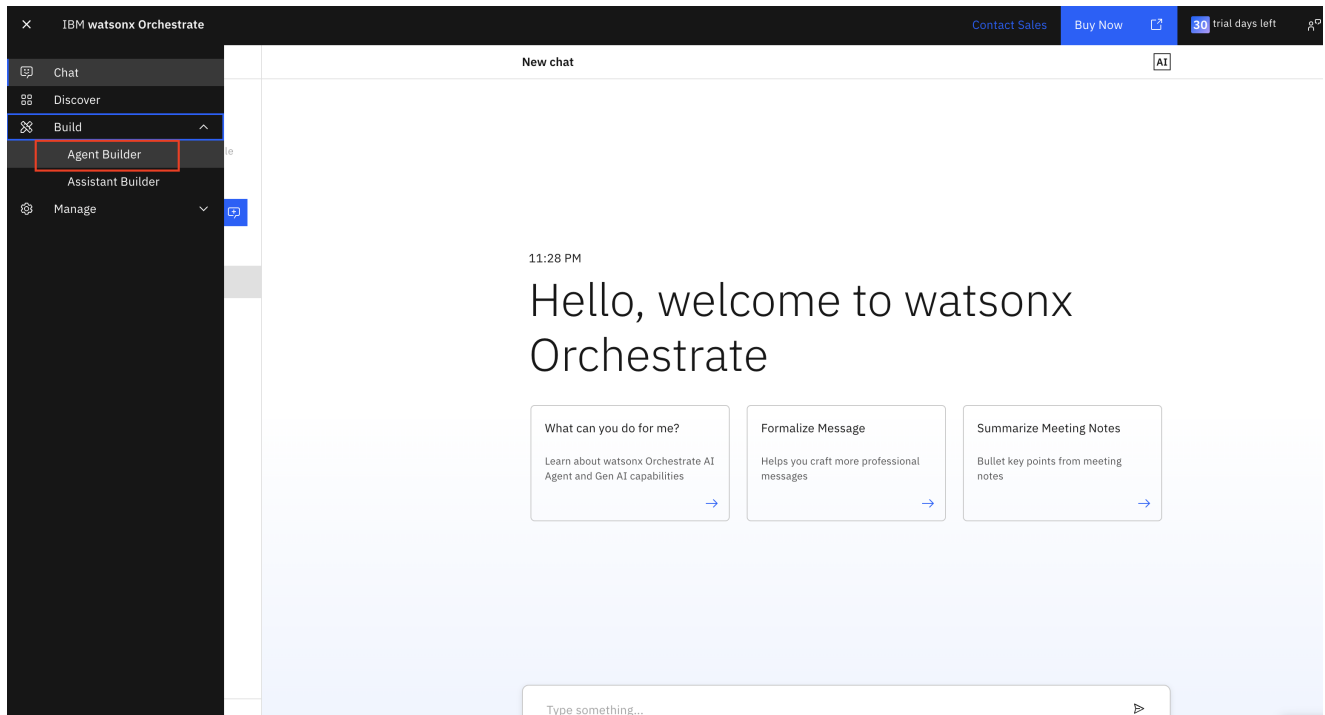 IBM watsonx Orchestrate
Contact Sales
Buy Now
30 trial days left
Chat
Discover
Build
Agent Builder
Assistant Builder
Manage
le
New chat
AI
11:28 PM
Hello, welcome to watsonx
Orchestrate
What can you do for me?
Learn about watsonx Orchestrate AI
Agent and Gen AI capabilities
Formalize Message
Helps you craft more professional
messages
Summarize Meeting Notes
Bullet key points from meeting
notes
Type something...